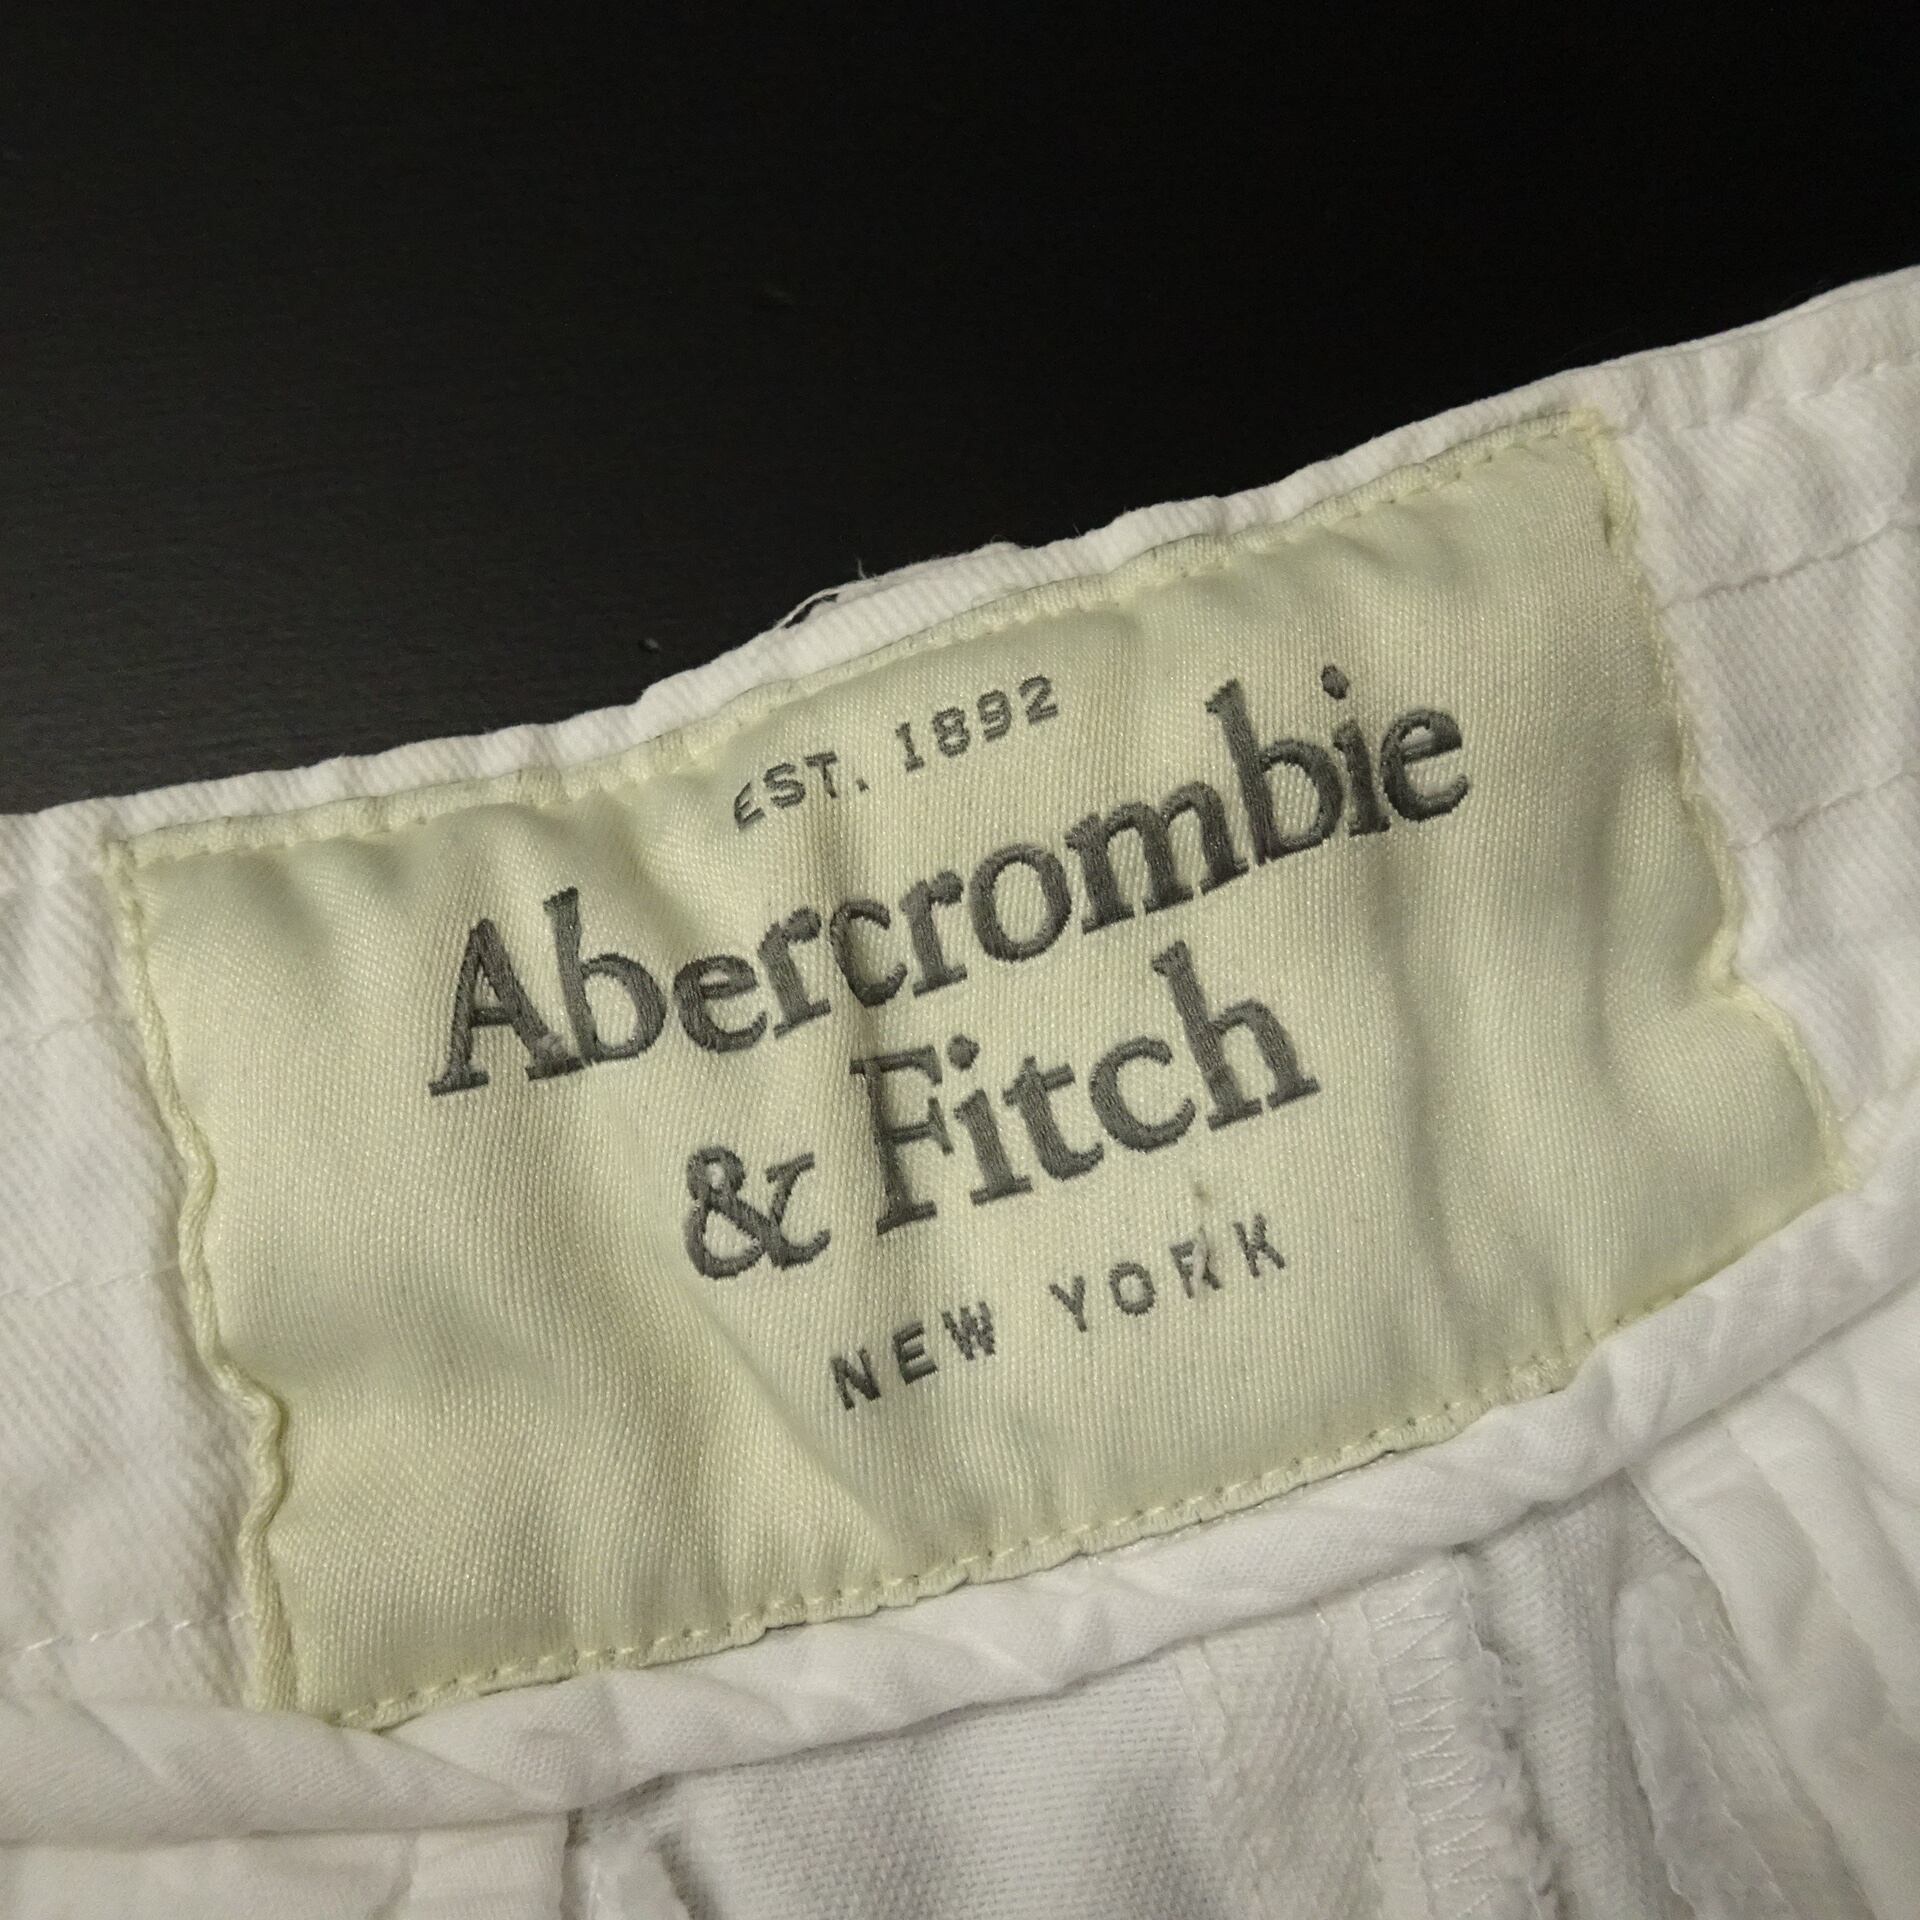 EST. 1892
Abercrombie
& Fitch
NEW YORK